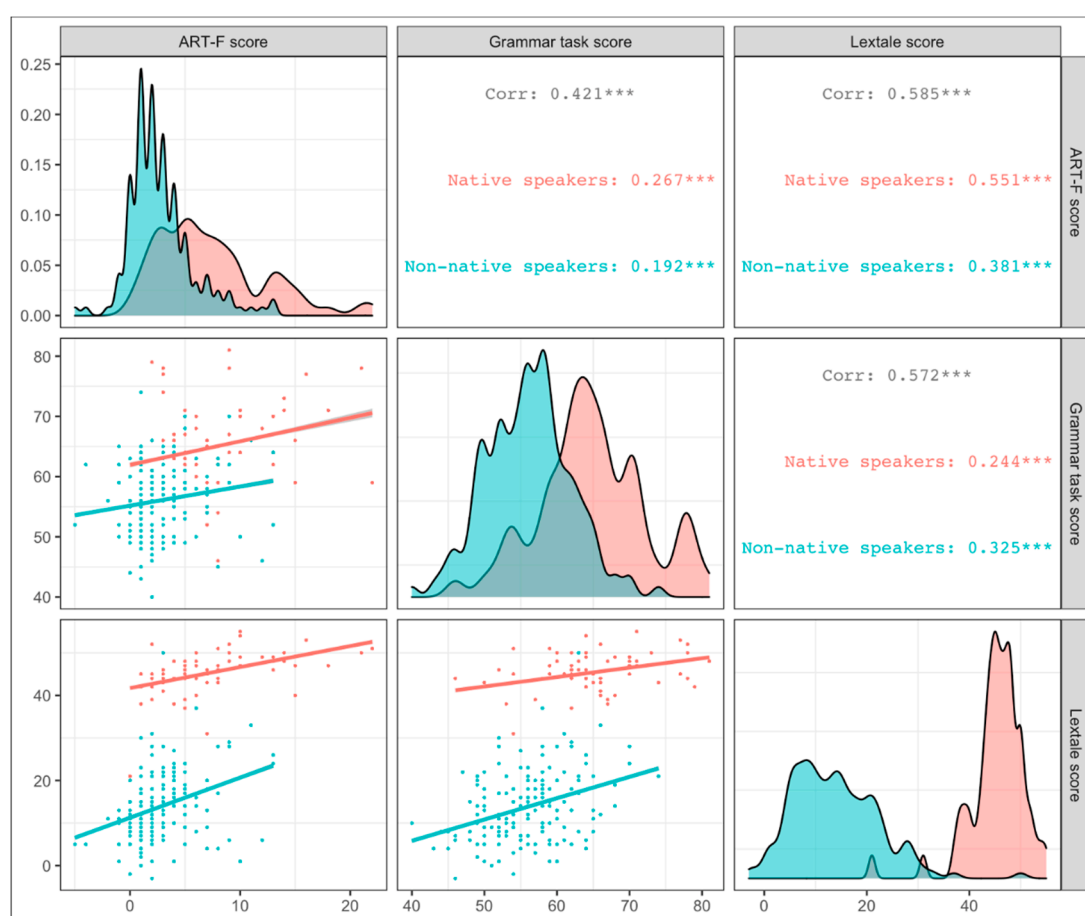 ART-F score
Grammar task score
Lextale score
0.25
0.20
0.15
0.10
0.05
0.00
Corr: 0.421***
Native speakers: 0.267***
Non-native speakers: 0.192***
Corr: 0.585***
Native speakers: 0.551***
Non-native speakers: 0.381***
ART-F score
80
70
60
50
40
Corr: 0.572***
Native speakers: 0.244***
Non-native speakers: 0.325***
Grammar task score
40
20
0
Lextale score
0 10 20
40 50 60 70 80
0 20 40